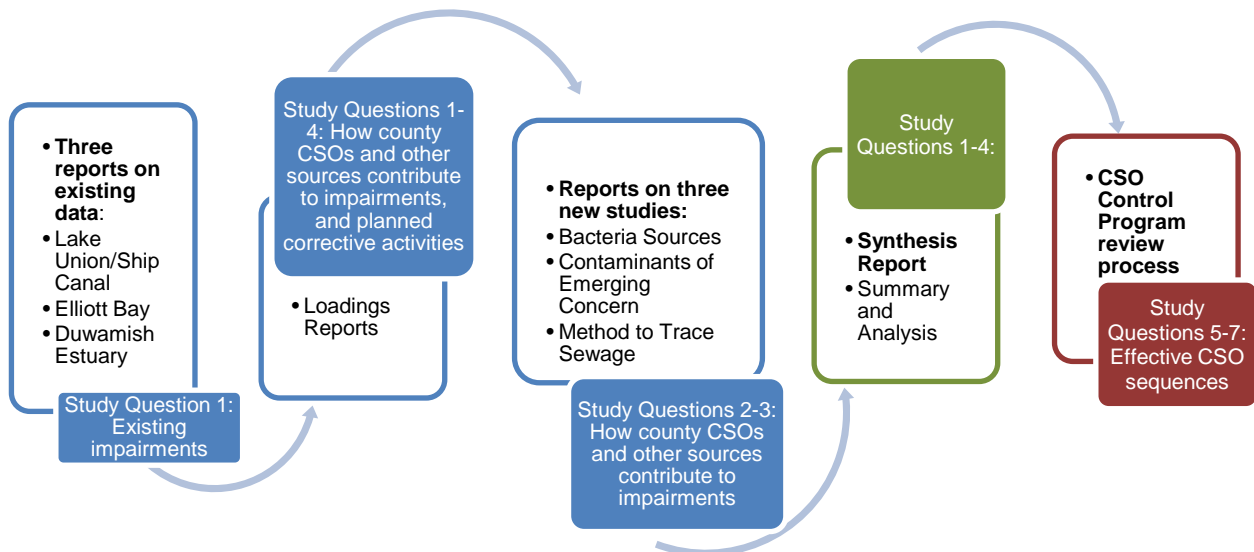 • Three
reports on
existing
data:
• Lake
Union/Ship
Canal
• Elliott Bay
• Duwamish
Estuary
Study Question 1:
Existing
impairments
Study Questions 1-
4: How county
CSOs and other
sources contribute
to impairments,
and planned
corrective activities
• Loadings
Reports
• Reports on three
new studies:
• Bacteria Sources
• Contaminants of
Emerging
Concern
• Method to Trace
Sewage
Study Questions 2-3:
How county CSOs
and other sources
contribute to
impairments
Study
Questions 1-4:
• Synthesis
Report
• Summary
and
Analysis
• CSO
Control
Program
review
process
Study
Questions 5-7:
Effective CSO
sequences